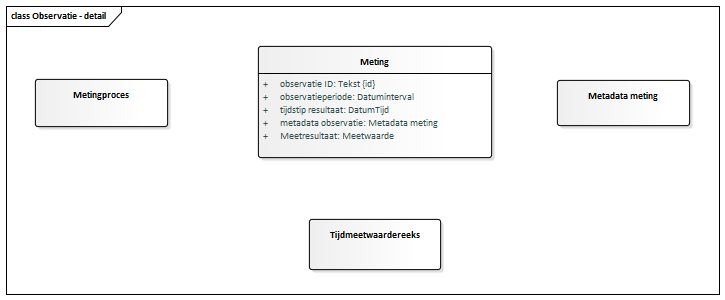 class Observatie - detail
Meting
+ observatie ID: Tekst {id}
+ observatieperiode: Datuminterval
+ tijdstip resultaat: DatumTijd
+ metadata observatie: Metadata meting
+ Meetresultaat: Meetwaarde
Metingproces
Metadata meting
Tijdmeetwaardereeks